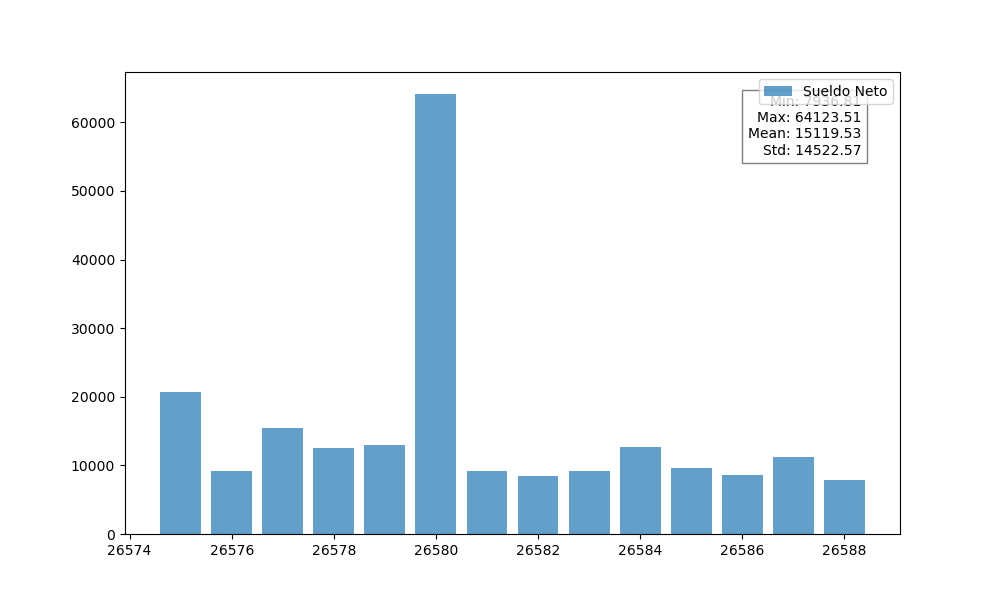 Sueldo Neto
Min: 7936.81
Max: 64123.51
Mean: 15119.53
Std: 14522.57
60000
50000
40000
30000
20000
10000
0
26574 26576 26578 26580 26582 26584 26586 26588